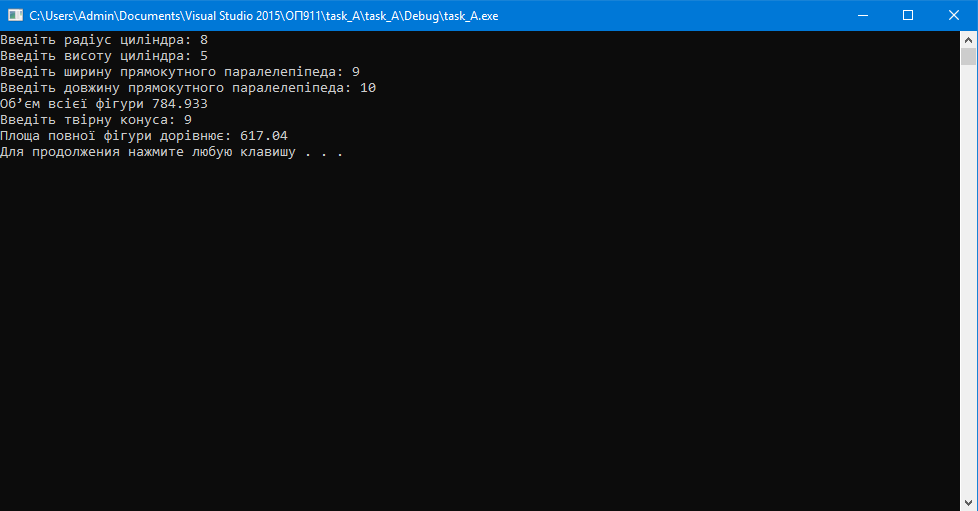 C:\Users\Admin\Documents\Visual Studio 2015\ОП911\task_A\task_A\Debug\task_A.exe
Введіть радіус циліндра: 8
Введіть висоту циліндра: 5
Введіть ширину прямокутного паралелепіпеда: 9
Введіть довжину прямокутного паралелепіпеда: 10
Об’єм всієї фігури 784.933
Введіть твірну конуса: 9
Площа повної фігури дорівнює: 617.04
Для продолжения нажмите любую клавишу . . .